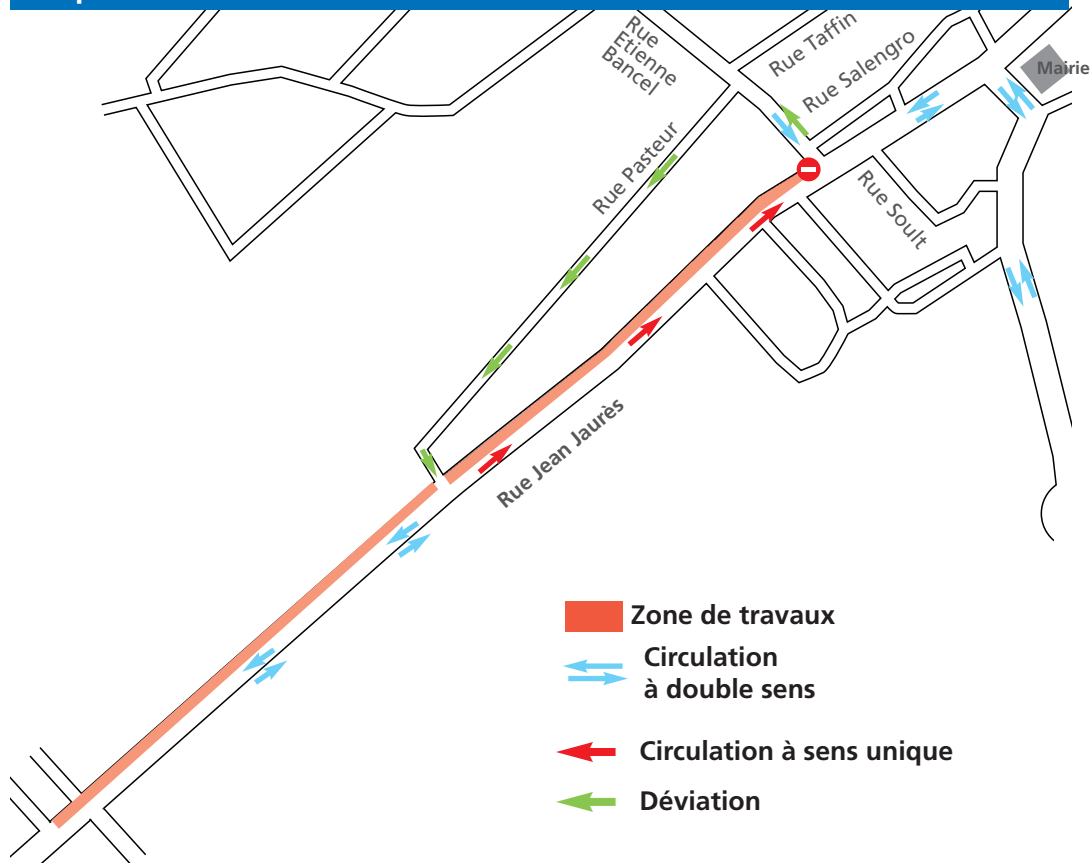 Rue
Etienne
Bancel
Rue Taffin
Rue Salengro
Mairie
Rue Pasteur
Rue Soult
Rue Jean Jaurès
Zone de travaux
Circulation
à double sens
Circulation à sens unique
Déviation